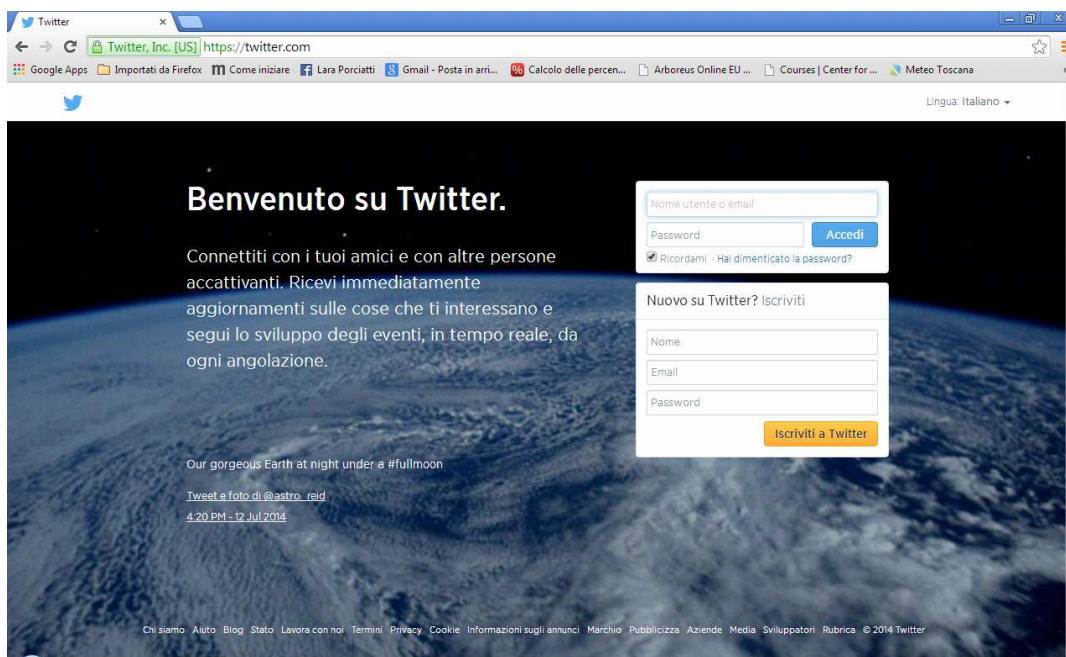 Twitter
Twitter, Inc. [US] https://twitter.com
Google Apps Importati da Firefox Come iniziare Lara Porciatti Gmail - Posta in arri... Calcolo delle percen... Arboreus Online EU ... Courses | Center for ... Meteo Toscana
Lingua: Italiano
Benvenuto su Twitter.
Connettiti con i tuoi amici e con altre persone
accattivanti. Ricevi immediatamente
aggiornamenti sulle cose che ti interessano e
segui lo sviluppo degli eventi, in tempo reale, da
ogni angolazione.
Our gorgeous Earth at night under a #fullmoon
Tweet e foto di @astro_reid
4:20 PM - 12 Jul 2014
Nome utente o email
Password Accedi
Ricordami · Hai dimenticato la password?
Nuovo su Twitter? Iscriviti
Nome
Email
Password
Iscriviti a Twitter
Chi siamo Aiuto Blog Stato Lavora con noi Termini Privacy Cookie Informazioni sugli annunci Marchio Pubblicizza Aziende Media Sviluppatori Rubrica © 2014 Twitter